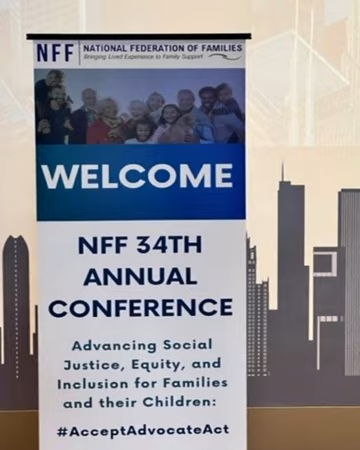 NFF NATIONAL FEDERATION OF FAMILIES
Bringing Lived Experience to Family Support
WELCOME
NFF 34TH
ANNUAL
CONFERENCE
Advancing Social
Justice, Equity, and
Inclusion for Families
and their Children:
#AcceptAdvocateAct